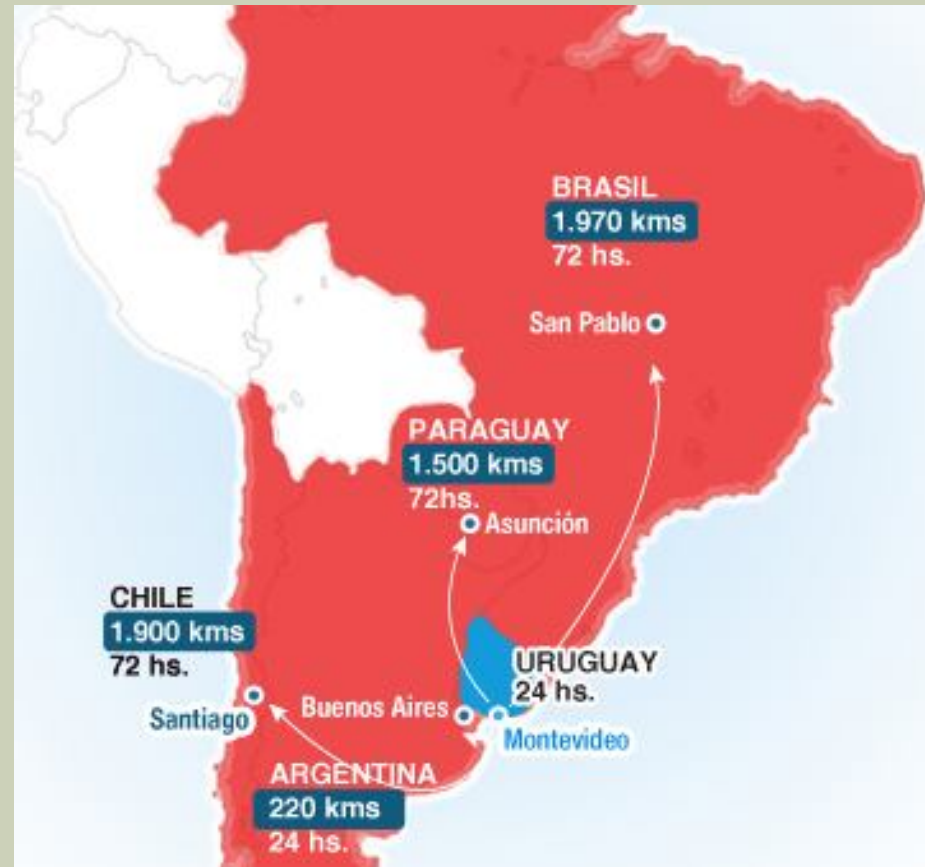 BRASIL
1.970 kms
72 hs.
San Pablo
PARAGUAY
1.500 kms
72hs.
Asunción
CHILE
1.900 kms
72 hs.
Santiago
URUGUAY
24 hs.
Buenos Aires
Montevideo
ARGENTINA
220 kms
24 hs.